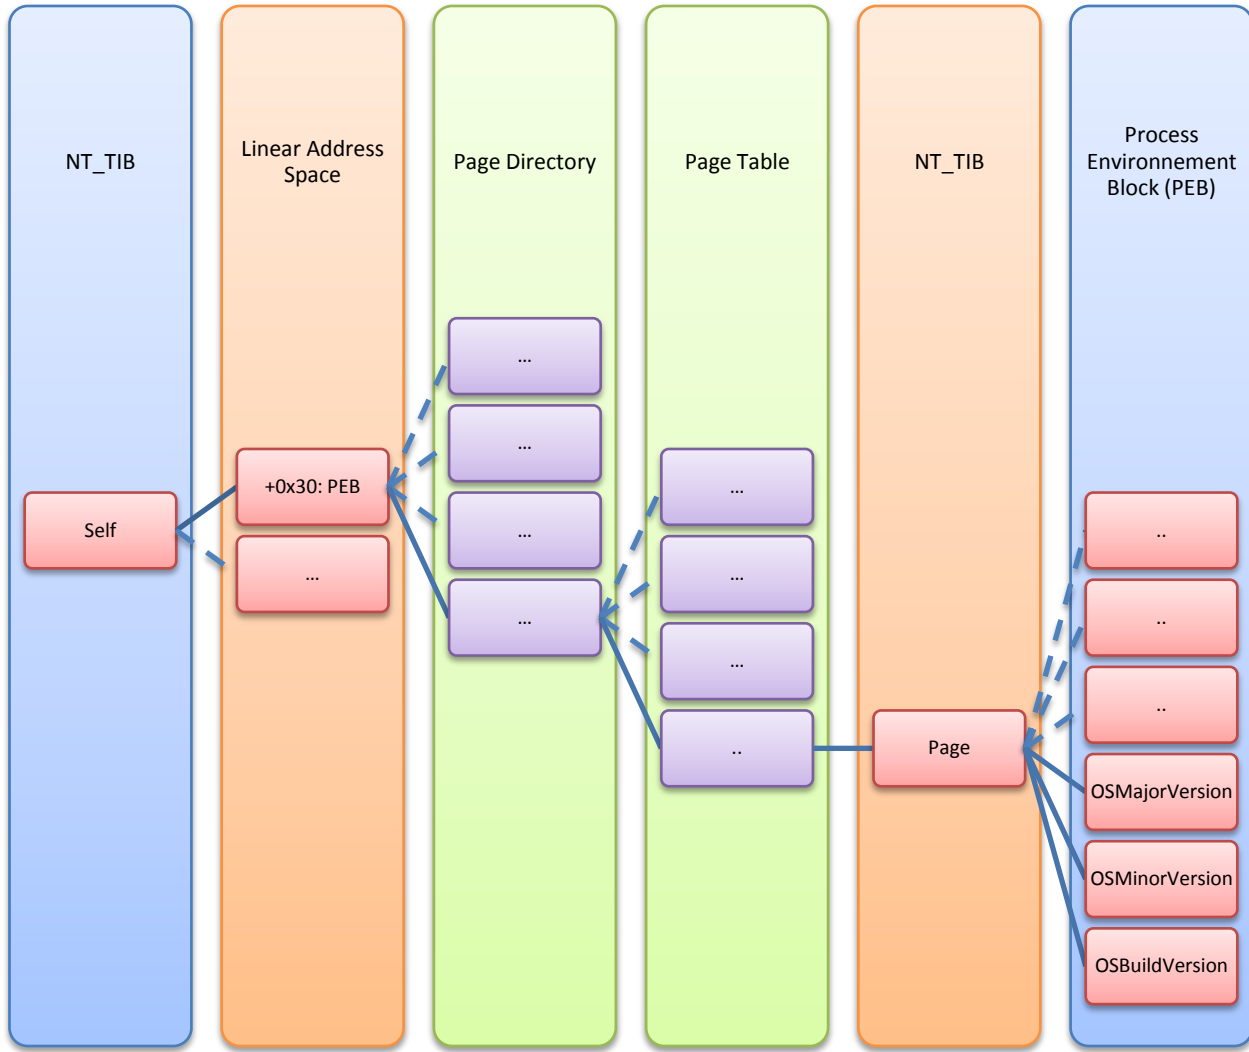 NT_TIB
Linear Address
Space
Page Directory
Page Table
NT_TIB
Process
Environnement
Block (PEB)
Self
+0x30: PEB
...
...
...
...
...
...
...
...
..
Page
..
..
..
OSMajorVersion
OSMinorVersion
OSBuildVersion